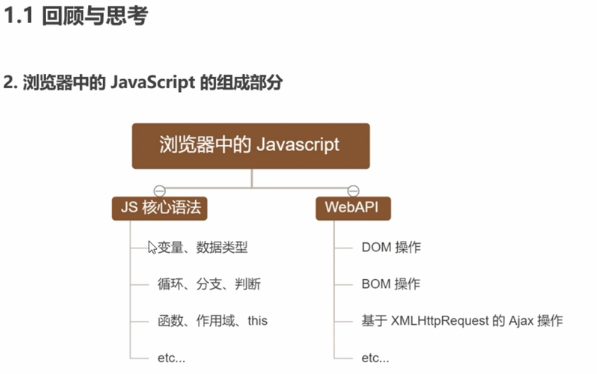 1.1 回顾与思考
2. 浏览器中的 JavaScript 的组成部分
浏览器中的 Javascript
JS 核心语法
WebAPI
变量、数据类型
DOM 操作
循环、分支、判断
BOM 操作
函数、作用域、this
基于 XMLHttpRequest 的 Ajax 操作
etc...
etc...